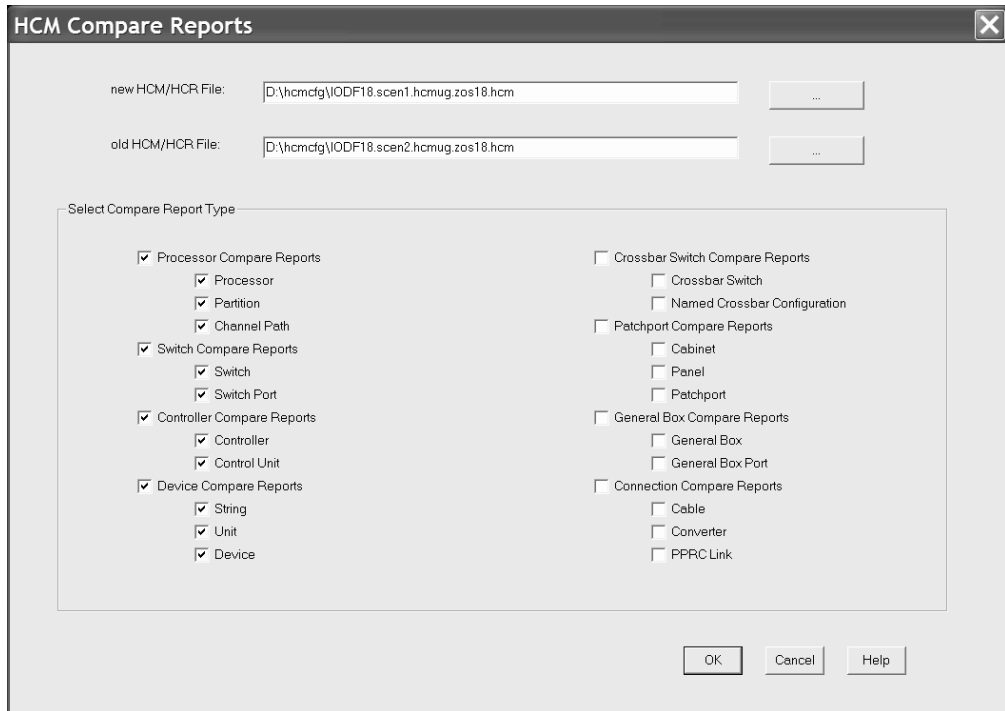 HCM Compare Reports
new HCM/HCR File:
D:\hcmcfg\IODF18.scen1.hcmug.zos18.hcm
...
old HCM/HCR File:
D:\hcmcfg\IODF18.scen2.hcmug.zos18.hcm
...
Select Compare Report Type
Processor Compare Reports
Processor
Partition
Channel Path
Switch Compare Reports
Switch
Switch Port
Controller Compare Reports
Controller
Control Unit
Device Compare Reports
String
Unit
Device
Crossbar Switch Compare Reports
Crossbar Switch
Named Crossbar Configuration
Patchport Compare Reports
Cabinet
Panel
Patchport
General Box Compare Reports
General Box
General Box Port
Connection Compare Reports
Cable
Converter
PPRC Link
OK
Cancel
Help